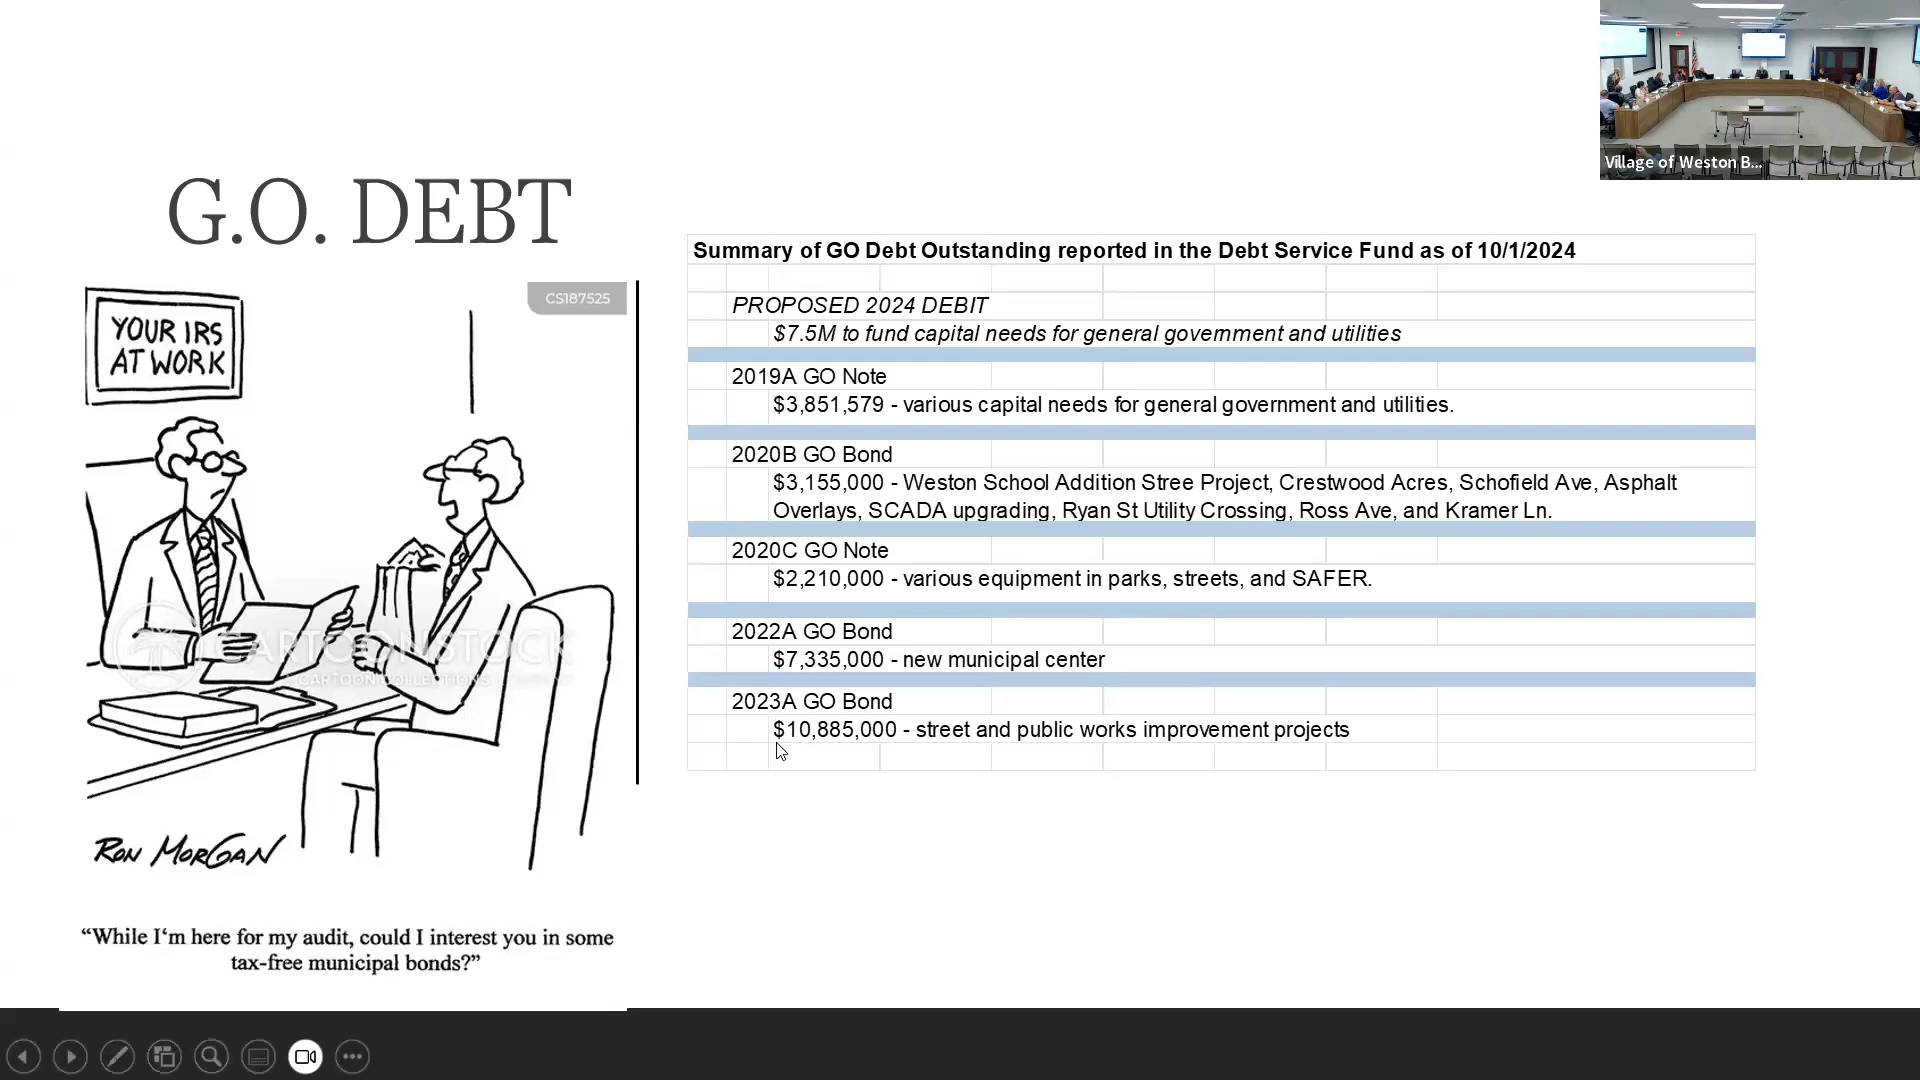 Village of Weston B...
G.O. DEBT
CS187525
YOUR IRS
AT WORK
CARTOONSTOCK
CARTOON COLLECTIONS
RON MORGAN
“While I‘m here for my audit, could I interest you in some
tax-free municipal bonds?”
Summary of GO Debt Outstanding reported in the Debt Service Fund as of 10/1/2024
PROPOSED 2024 DEBIT
$7.5M to fund capital needs for general government and utilities
2019A GO Note
$3,851,579 - various capital needs for general government and utilities.
2020B GO Bond
$3,155,000 - Weston School Addition Stree Project, Crestwood Acres, Schofield Ave, Asphalt
Overlays, SCADA upgrading, Ryan St Utility Crossing, Ross Ave, and Kramer Ln.
2020C GO Note
$2,210,000 - various equipment in parks, streets, and SAFER.
2022A GO Bond
$7,335,000 - new municipal center
2023A GO Bond
$10,885,000 - street and public works improvement projects